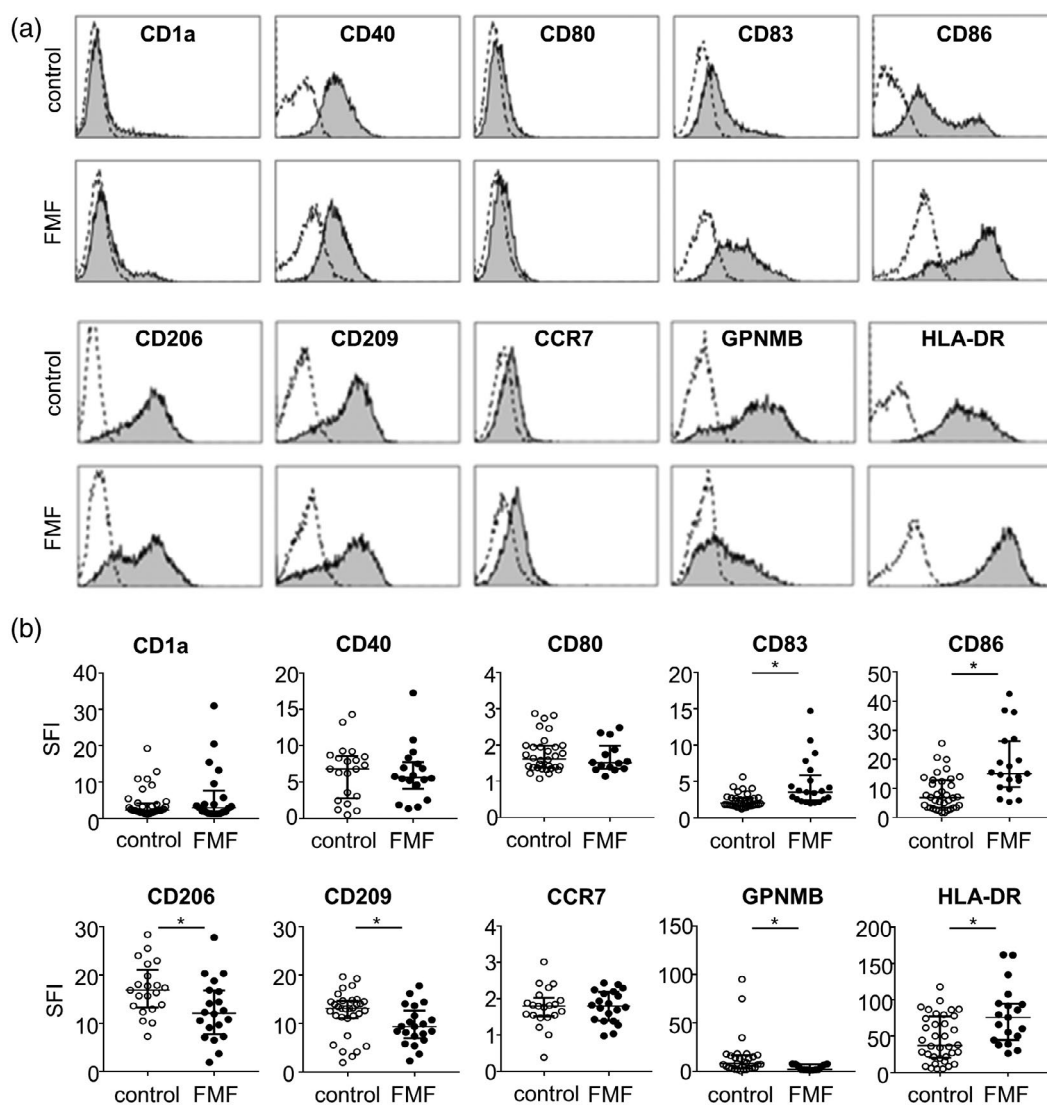 (a)
CD1a CD40 CD80 CD83 CD86
control
FMF
CD206 CD209 CCR7 GPNMB HLA-DR
control
FMF
(b)
CD1a CD40 CD80 CD83 CD86
SFI
40 20 4 20 50
* *
30 15 3 15 40
20 10 2 10 30
10 5 1 5 20
0 0 0 0 10
0
control FMF control FMF control FMF control FMF control FMF
CD206 CD209 CCR7 GPNMB HLA-DR
SFI
30 30 4 150 200
* * * *
20 20 3 100 150
10 10 2 50 100
0 0 1 0 50
0 0
control FMF control FMF control FMF control FMF control FMF